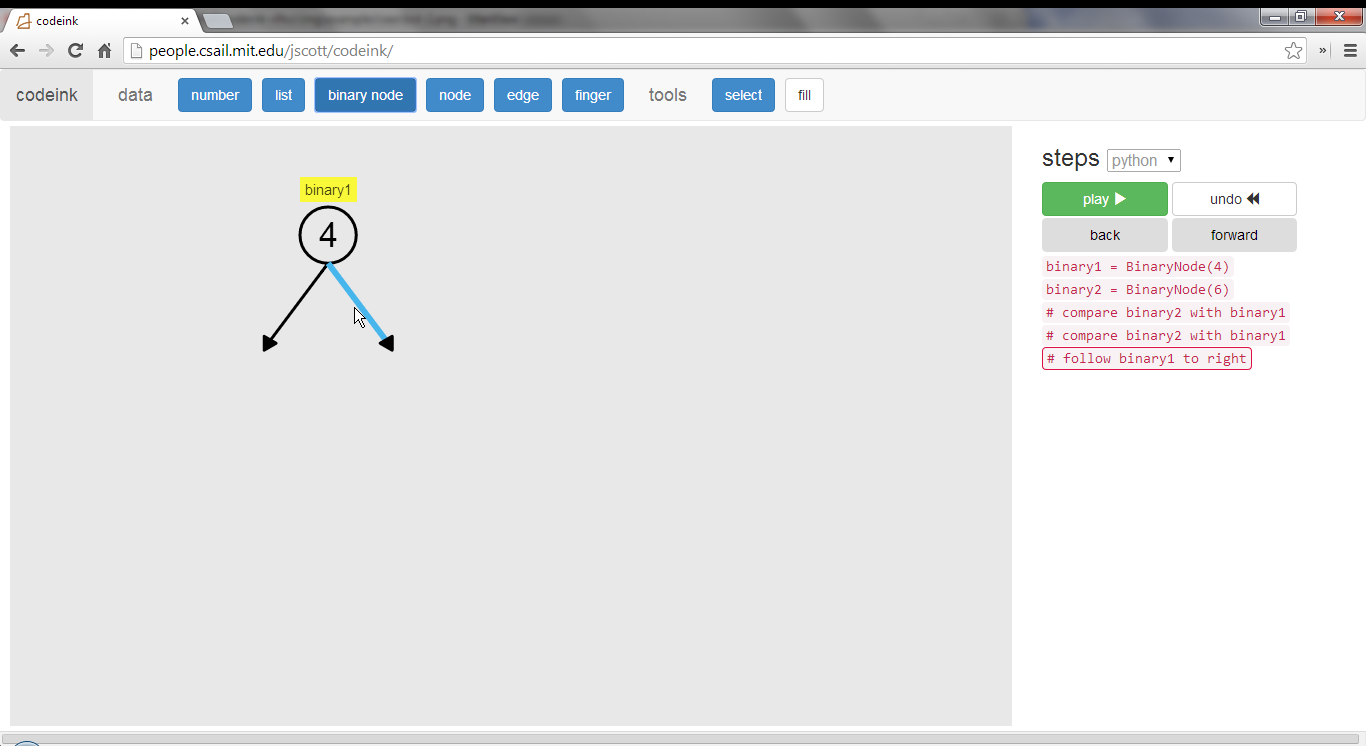 codeink
people.csail.mit.edu/jscott/codeink/
codeink data number list binary node node edge finger tools select fill
binary1
4
steps python
play undo
back forward
binary1 = BinaryNode(4)
binary2 = BinaryNode(6)
# compare binary2 with binary1
# compare binary2 with binary1
# follow binary1 to right